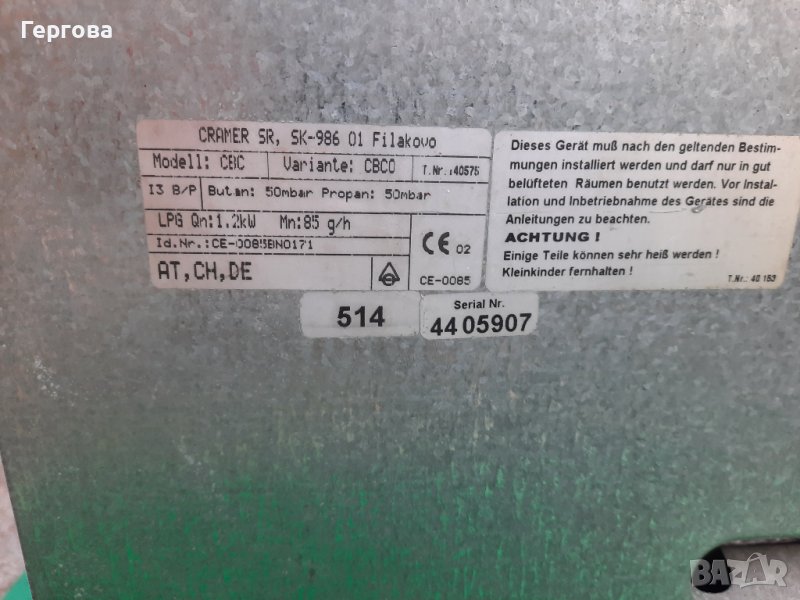 Гергова
CRAMER SR, SK-986 01 Filakovo
Modell: CBC Variante: CBCO T.Nr.:40575
I3 B/P Butan: 50mbar Propan: 50mbar
LPG Qn:1.2kW Mn:85 g/h
Id.Nr.:CE-0085BN0171
CE 02
AT,CH,DE
CE-0085
514
Serial Nr.
44 05907
Dieses Gerät muß nach den geltenden Bestim-
mungen installiert werden und darf nur in gut
belüfteten Räumen benutzt werden. Vor Instal-
lation und Inbetriebnahme des Gerätes sind die
Anleitungen zu beachten.
ACHTUNG !
Einige Teile können sehr heiß werden !
Kleinkinder fernhalten !
T.Nr.: 40 163
BAZAR